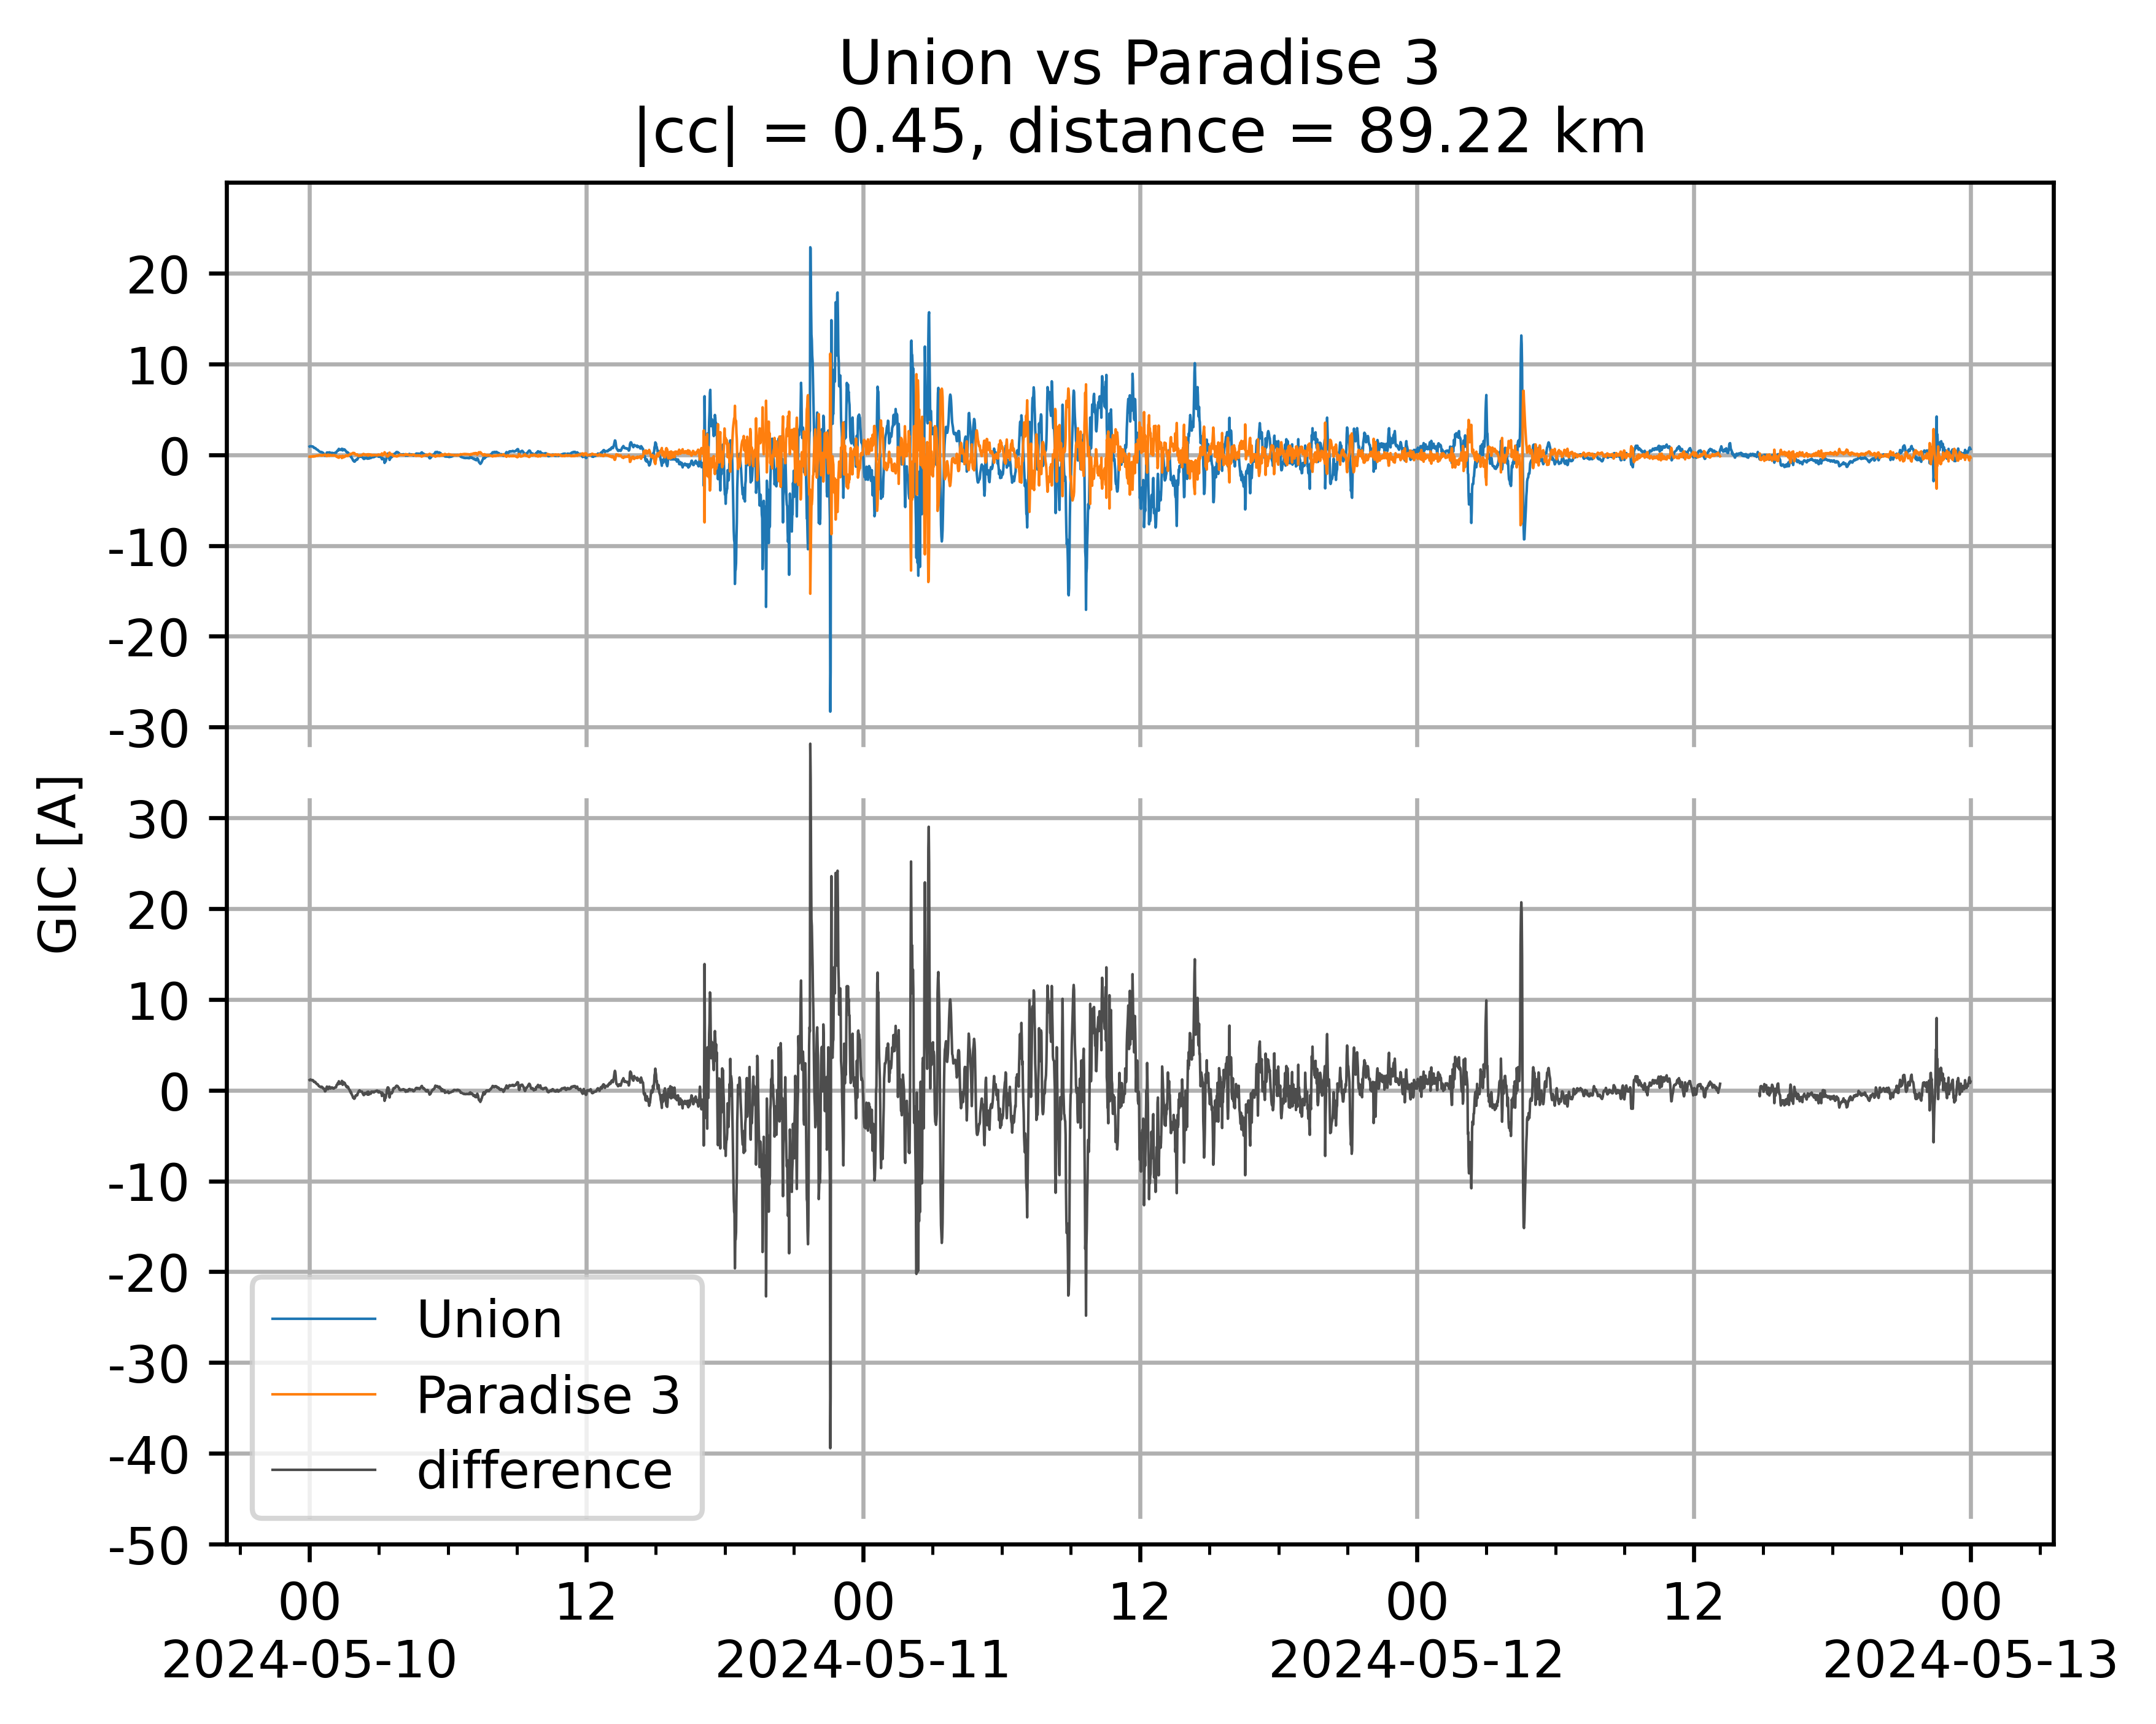 Union vs Paradise 3
|cc| = 0.45, distance = 89.22 km
GIC [A]
20
10
0
-10
-20
-30
30
20
10
0
-10
-20
-30
-40
-50
Union
Paradise 3
difference
00 12 00 12 00 12 00
2024-05-10 2024-05-11 2024-05-12 2024-05-13